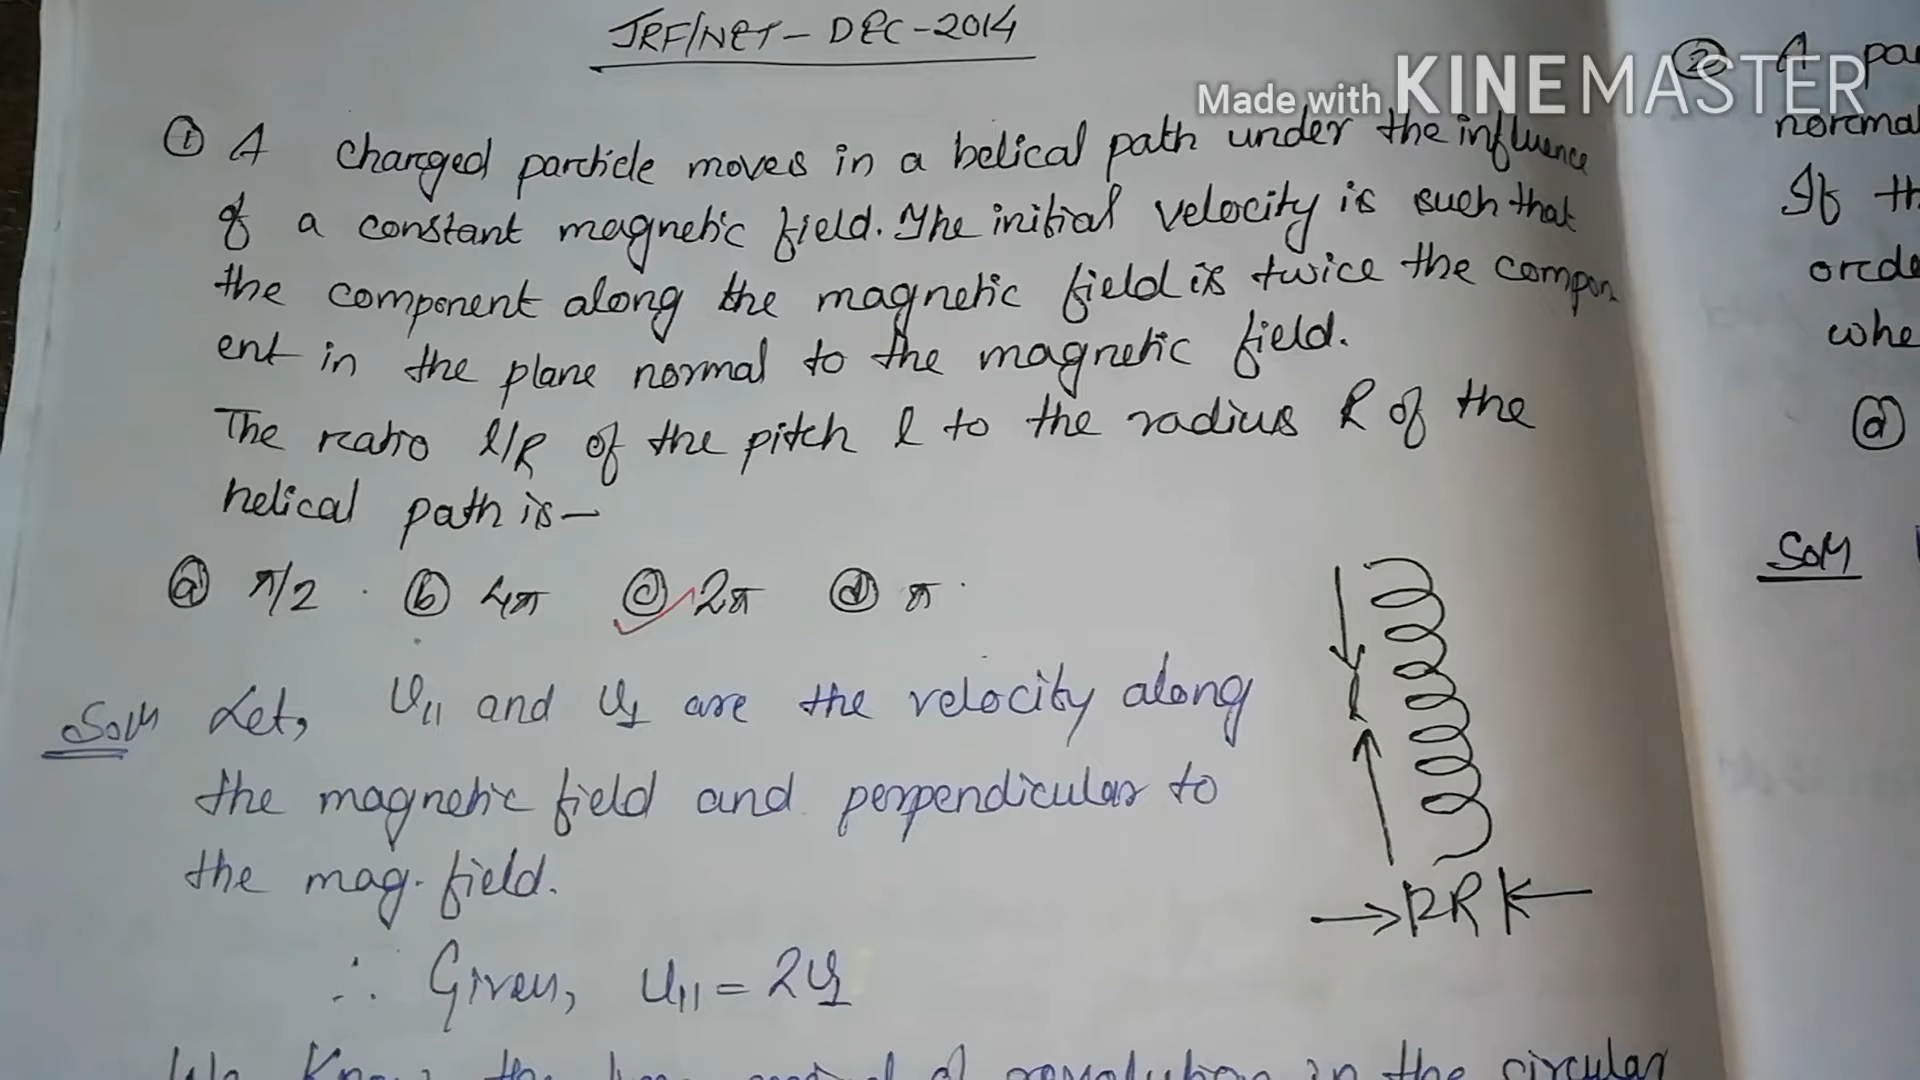 JRF/NET - DEC - 2014
Made with KINEMASTER
① A charged particle moves in a helical path under the influence
of a constant magnetic field. The initial velocity is such that
the component along the magnetic field is twice the compon
ent in the plane normal to the magnetic field.
The ratio l/R of the pitch l to the radius R of the
helical path is—
ⓐ π/2 ⓑ 4π ⓒ 2π ⓓ π
Soln Let, V∥ and V⊥ are the velocity along
the magnetic field and perpendicular to
the mag. field.
∴ Given, V∥ = 2V⊥
l
R
② A pa
normal
If th
orde
whe
ⓐ
Soln